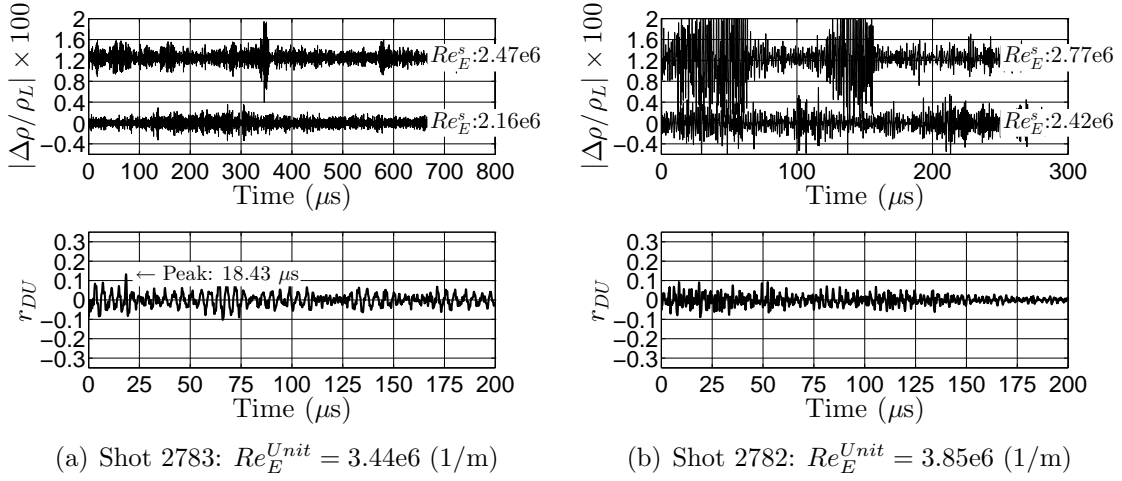 |Δρ/ρ_L| × 100
2
1.6
1.2
0.8
0.4
0
−0.4
Re_E^s:2.47e6
Re_E^s:2.16e6
0 100 200 300 400 500 600 700 800
Time (μs)
|Δρ/ρ_L| × 100
2
1.6
1.2
0.8
0.4
0
−0.4
Re_E^s:2.77e6
Re_E^s:2.42e6
0 100 200 300
Time (μs)
r_DU
0.3
0.2
0.1
0
−0.1
−0.2
−0.3
← Peak: 18.43 μs
0 25 50 75 100 125 150 175 200
Time (μs)
r_DU
0.3
0.2
0.1
0
−0.1
−0.2
−0.3
0 25 50 75 100 125 150 175 200
Time (μs)
(a) Shot 2783: Re_E^Unit = 3.44e6 (1/m)
(b) Shot 2782: Re_E^Unit = 3.85e6 (1/m)